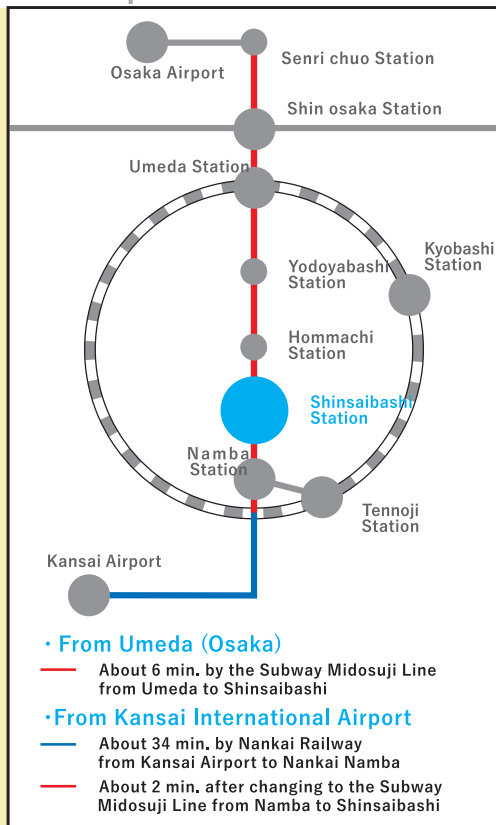 Osaka Airport
Senri chuo Station
Shin osaka Station
Umeda Station
Kyobashi
Station
Yodoyabashi
Station
Hommachi
Station
Shinsaibashi
Station
Namba
Station
Tennoji
Station
Kansai Airport
・From Umeda (Osaka)
About 6 min. by the Subway Midosuji Line
from Umeda to Shinsaibashi
・From Kansai International Airport
About 34 min. by Nankai Railway
from Kansai Airport to Nankai Namba
About 2 min. after changing to the Subway
Midosuji Line from Namba to Shinsaibashi